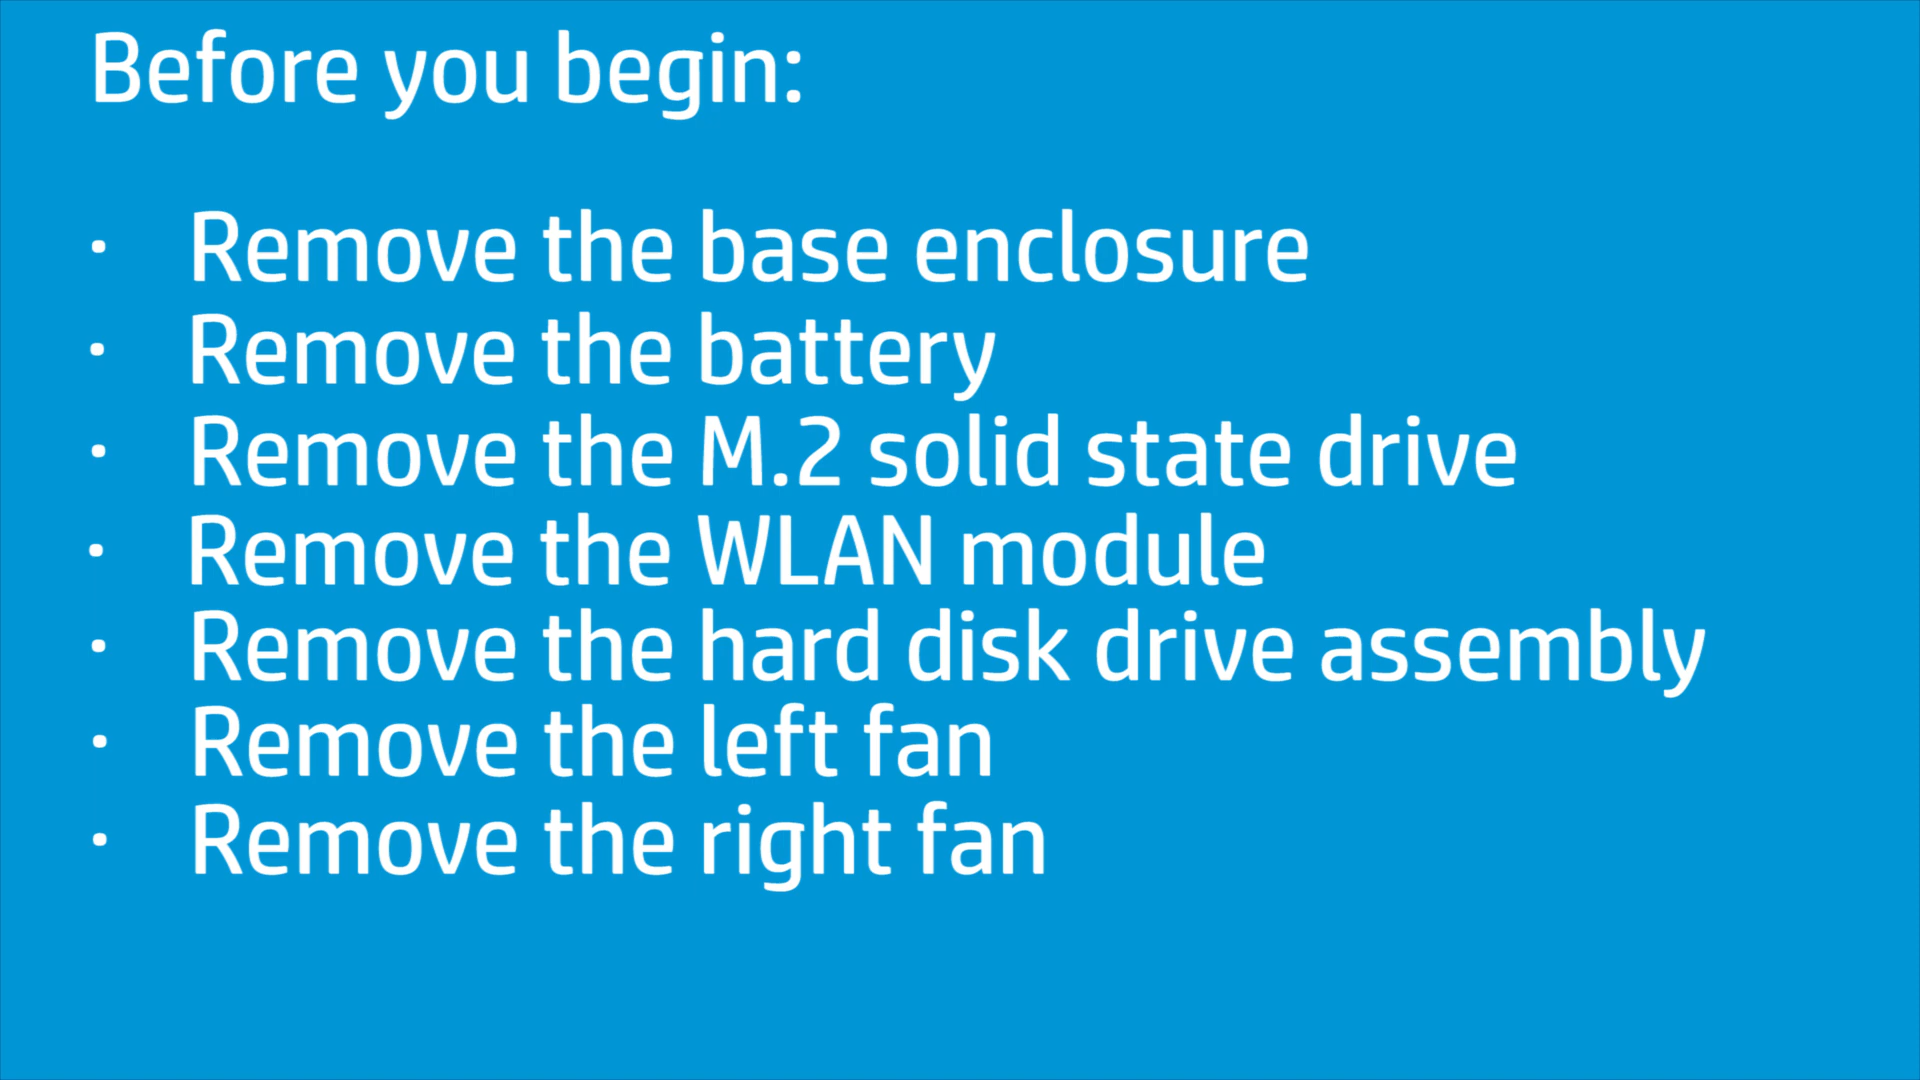 Before you begin:
· Remove the base enclosure
· Remove the battery
· Remove the M.2 solid state drive
· Remove the WLAN module
· Remove the hard disk drive assembly
· Remove the left fan
· Remove the right fan